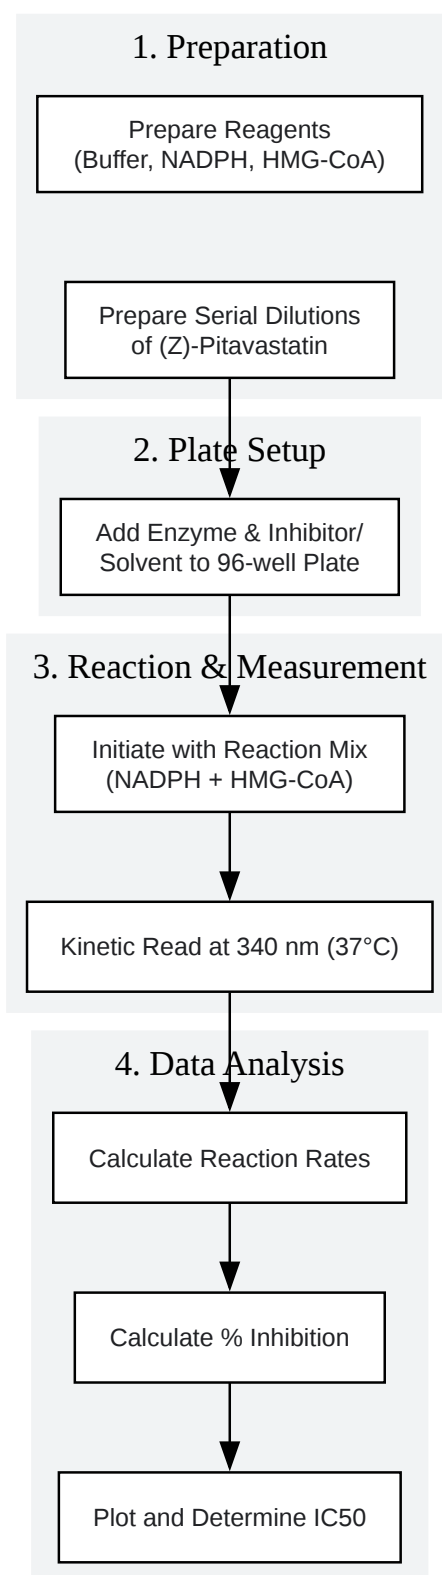 1. Preparation
Prepare Reagents
(Buffer, NADPH, HMG-CoA)
Prepare Serial Dilutions
of (Z)-Pitavastatin
2. Plate Setup
Add Enzyme & Inhibitor/
Solvent to 96-well Plate
3. Reaction & Measurement
Initiate with Reaction Mix
(NADPH + HMG-CoA)
Kinetic Read at 340 nm (37°C)
4. Data Analysis
Calculate Reaction Rates
Calculate % Inhibition
Plot and Determine IC50